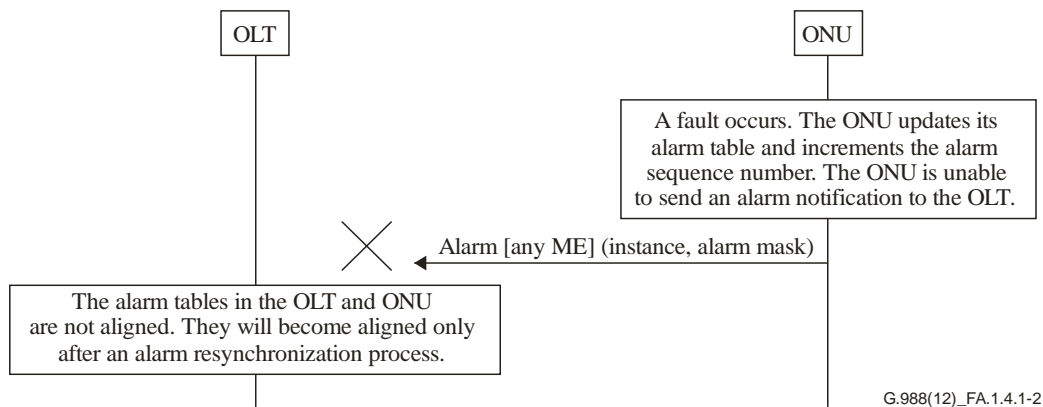 OLT
ONU
A fault occurs. The ONU updates its
alarm table and increments the alarm
sequence number. The ONU is unable
to send an alarm notification to the OLT.
Alarm [any ME] (instance, alarm mask)
The alarm tables in the OLT and ONU
are not aligned. They will become aligned only
after an alarm resynchronization process.
G.988(12)_FA.1.4.1-2